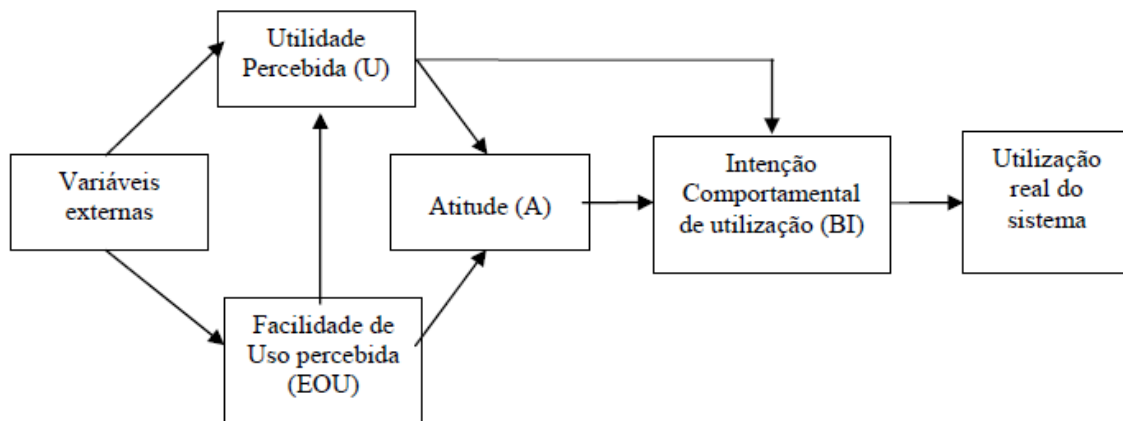 Utilidade
Percebida (U)
Variáveis
externas
Atitude (A)
Intenção
Comportamental
de utilização (BI)
Utilização
real do
sistema
Facilidade de
Uso percebida
(EOU)